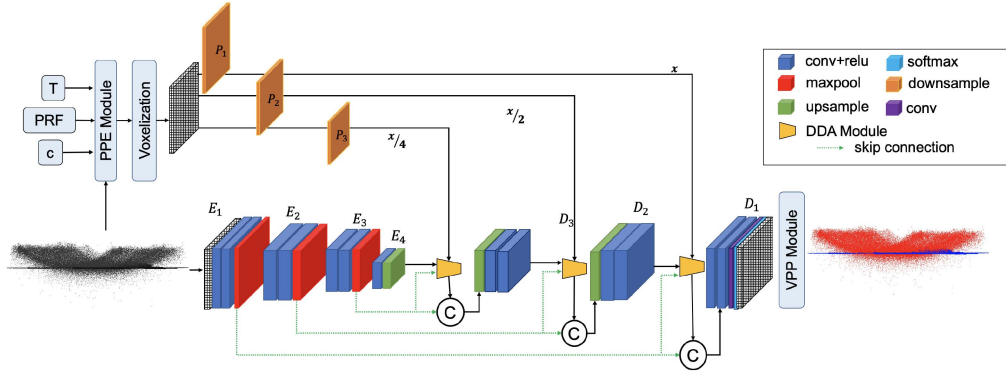 P₁
T
PRF
c
PPE Module
Voxelization
P₂
P₃
x
x/2
x/4
conv+relu
softmax
maxpool
downsample
upsample
conv
DDA Module
skip connection
E₁
E₂
E₃
E₄
D₃
D₂
D₁
VPP Module
C
C
C